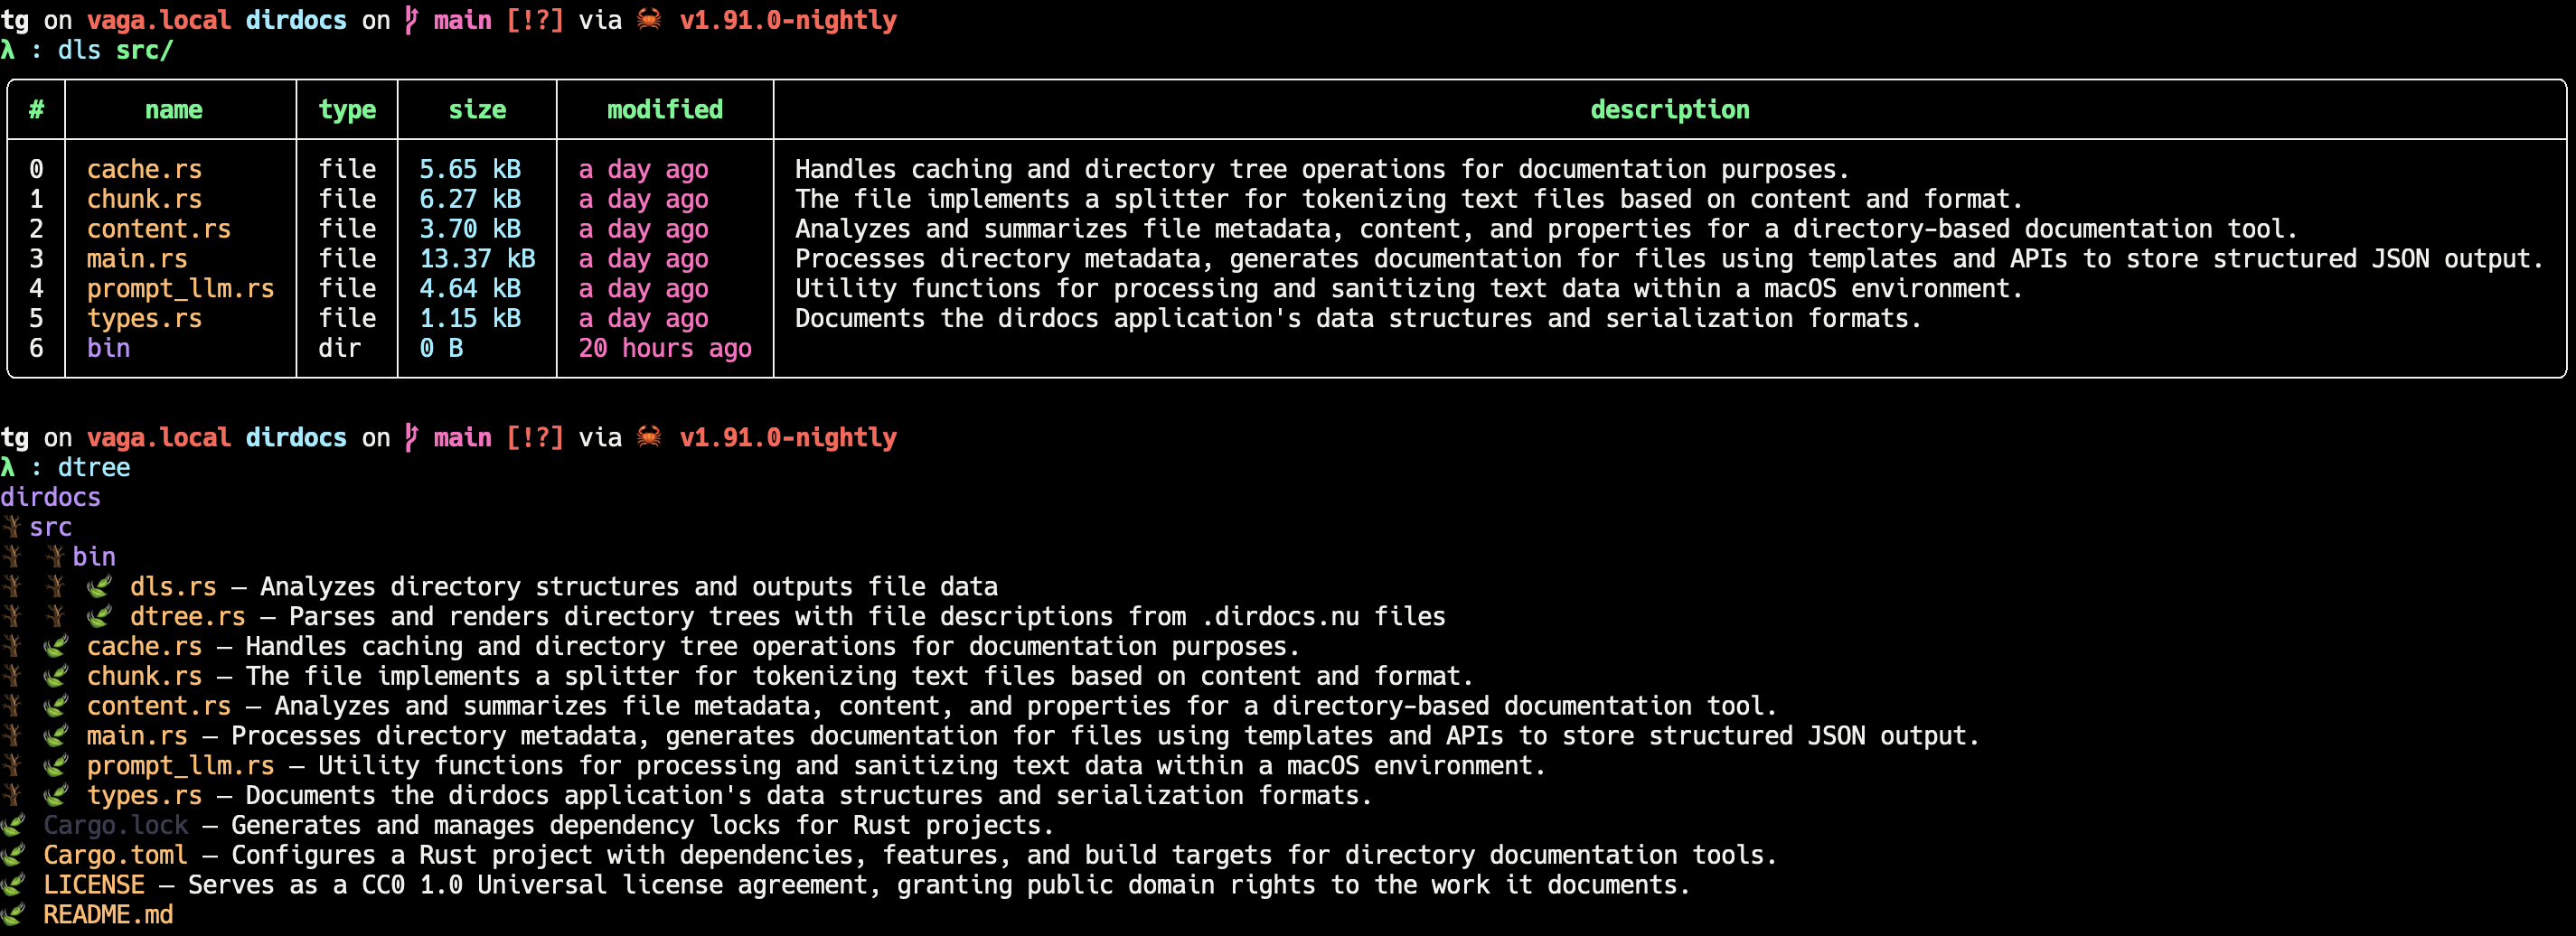 tg on vaga.local dirdocs on main [!?] via 🦀 v1.91.0-nightly
λ : dls src/
# name type size modified description
0 cache.rs file 5.65 kB a day ago Handles caching and directory tree operations for documentation purposes.
1 chunk.rs file 6.27 kB a day ago The file implements a splitter for tokenizing text files based on content and format.
2 content.rs file 3.70 kB a day ago Analyzes and summarizes file metadata, content, and properties for a directory-based documentation tool.
3 main.rs file 13.37 kB a day ago Processes directory metadata, generates documentation for files using templates and APIs to store structured JSON output.
4 prompt_llm.rs file 4.64 kB a day ago Utility functions for processing and sanitizing text data within a macOS environment.
5 types.rs file 1.15 kB a day ago Documents the dirdocs application's data structures and serialization formats.
6 bin dir 0 B 20 hours ago
tg on vaga.local dirdocs on main [!?] via 🦀 v1.91.0-nightly
λ : dtree
dirdocs
src
bin
dls.rs — Analyzes directory structures and outputs file data
dtree.rs — Parses and renders directory trees with file descriptions from .dirdocs.nu files
cache.rs — Handles caching and directory tree operations for documentation purposes.
chunk.rs — The file implements a splitter for tokenizing text files based on content and format.
content.rs — Analyzes and summarizes file metadata, content, and properties for a directory-based documentation tool.
main.rs — Processes directory metadata, generates documentation for files using templates and APIs to store structured JSON output.
prompt_llm.rs — Utility functions for processing and sanitizing text data within a macOS environment.
types.rs — Documents the dirdocs application's data structures and serialization formats.
Cargo.lock — Generates and manages dependency locks for Rust projects.
Cargo.toml — Configures a Rust project with dependencies, features, and build targets for directory documentation tools.
LICENSE — Serves as a CC0 1.0 Universal license agreement, granting public domain rights to the work it documents.
README.md